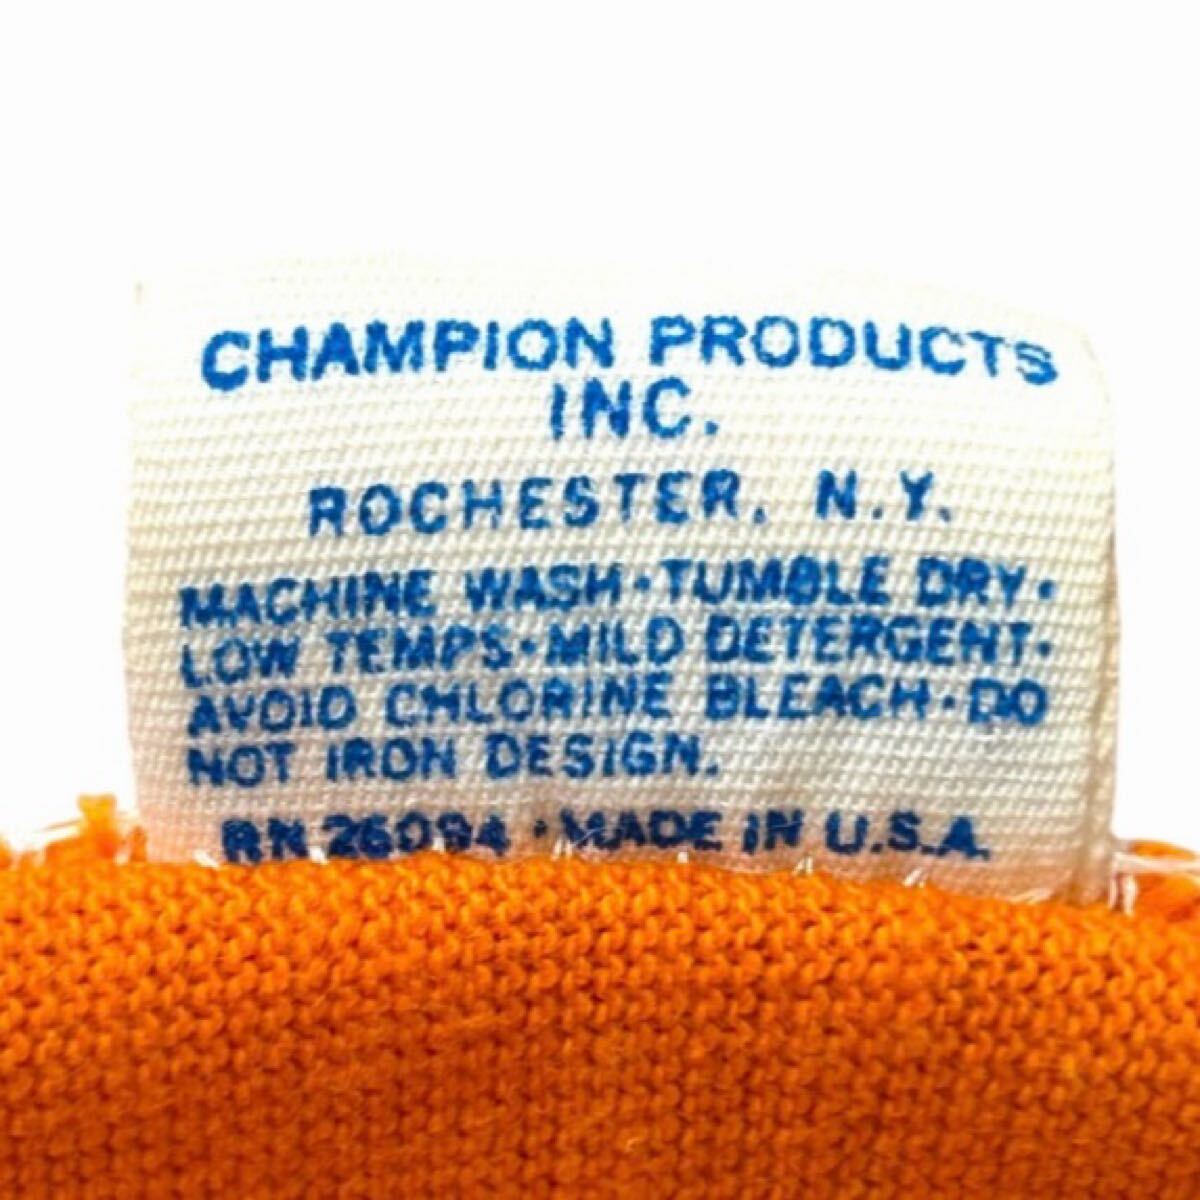 CHAMPION PRODUCTS
INC.
ROCHESTER, N.Y.
MACHINE WASH·TUMBLE DRY·
LOW TEMPS·MILD DETERGENT·
AVOID CHLORINE BLEACH·DO
NOT IRON DESIGN.
RN 26094 ·MADE IN U.S.A.